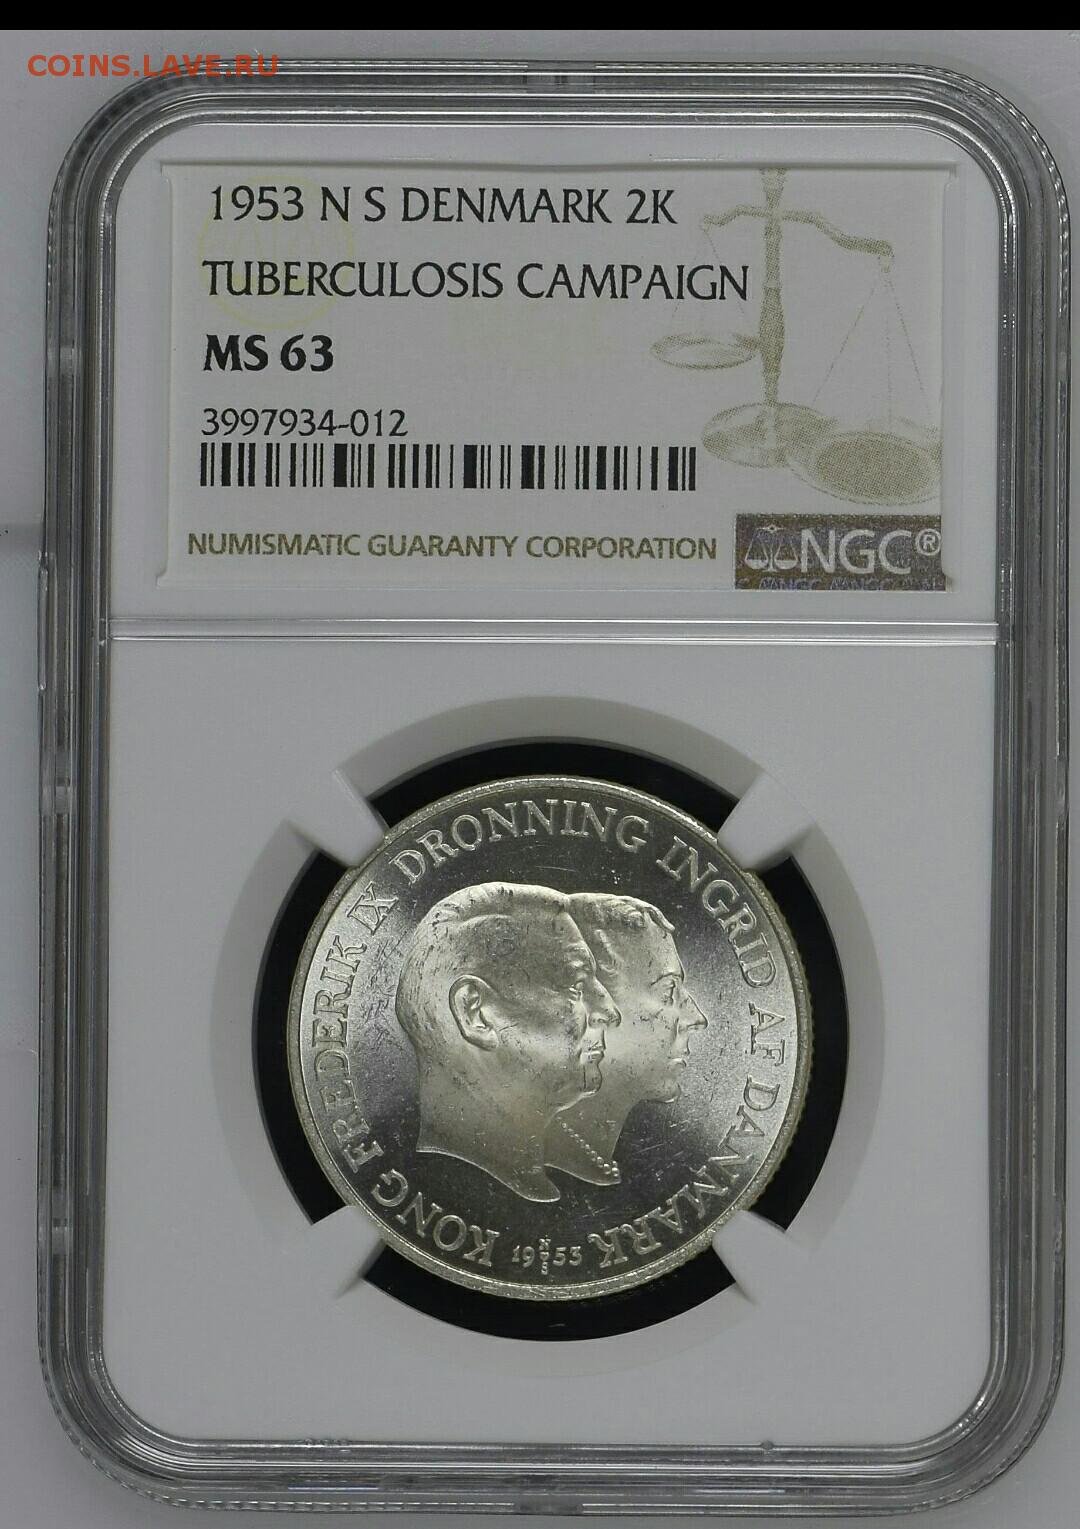 COINS.LAVE.RU
1953 N S DENMARK 2K
TUBERCULOSIS CAMPAIGN
MS 63
3997934-012
NUMISMATIC GUARANTY CORPORATION
NGC®
KONG FREDERIK IX DRONNING INGRID AF DANMARK
19 N S 53